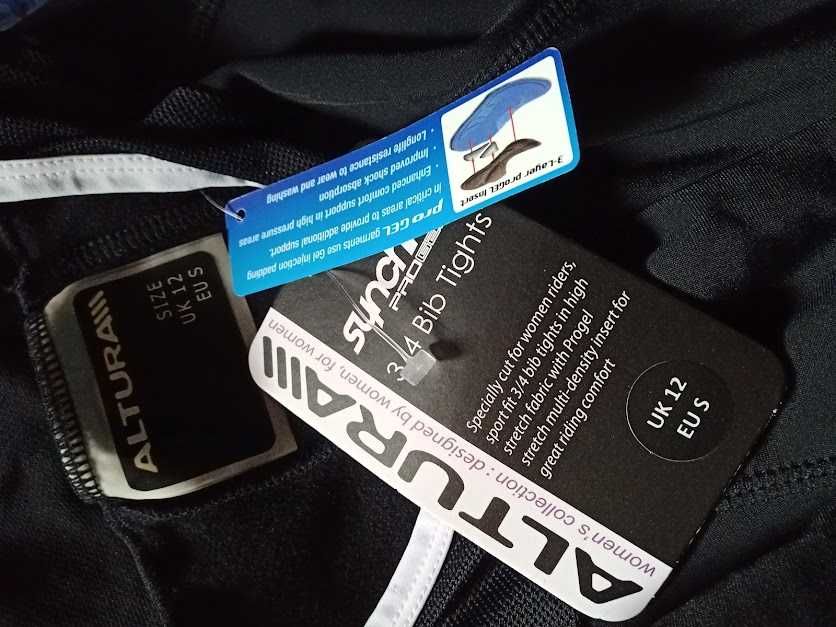 ALTURA
SIZE
UK 12
EU S
3-Layer proGEL Insert
pro GEL garments use Gel injection padding
in critical areas to provide additional support.
· Enhanced comfort support in high pressure areas
· Improved shock absorption
· Longlife resistance to wear and washing
3/4 Bib Tights
Specially cut for women riders,
sport fit 3/4 bib tights in high
stretch fabric with Progel
stretch multi-density insert for
great riding comfort
UK 12
EU S
ALTURA
women's collection : designed by women, for women